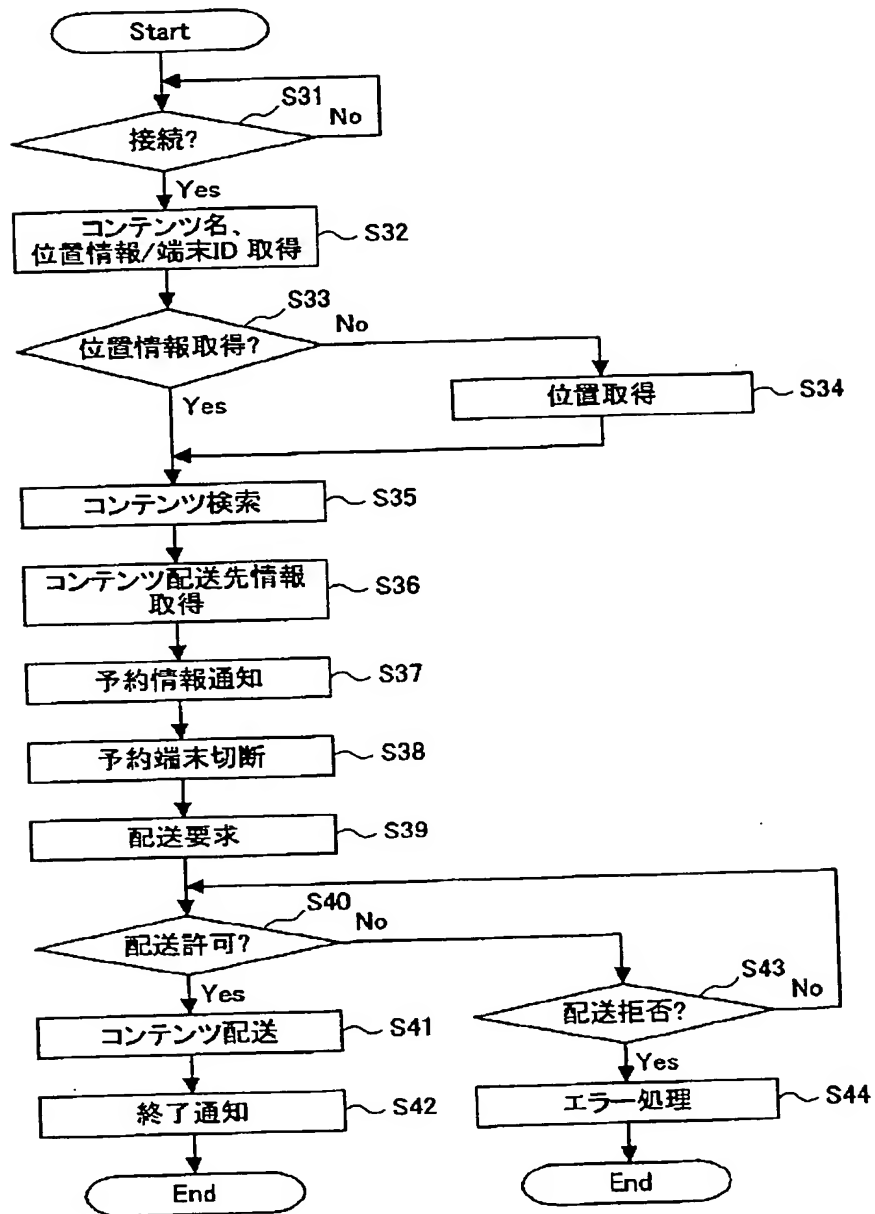 Start
S31
No
接続?
Yes
コンテンツ名、
位置情報/端末ID 取得
S32
S33
No
位置情報取得?
Yes
位置取得
S34
コンテンツ検索
S35
コンテンツ配送先情報
取得
S36
予約情報通知
S37
予約端末切断
S38
配送要求
S39
S40
No
配送許可?
Yes
S43
No
配送拒否?
Yes
コンテンツ配送
S41
エラー処理
S44
終了通知
S42
End
End